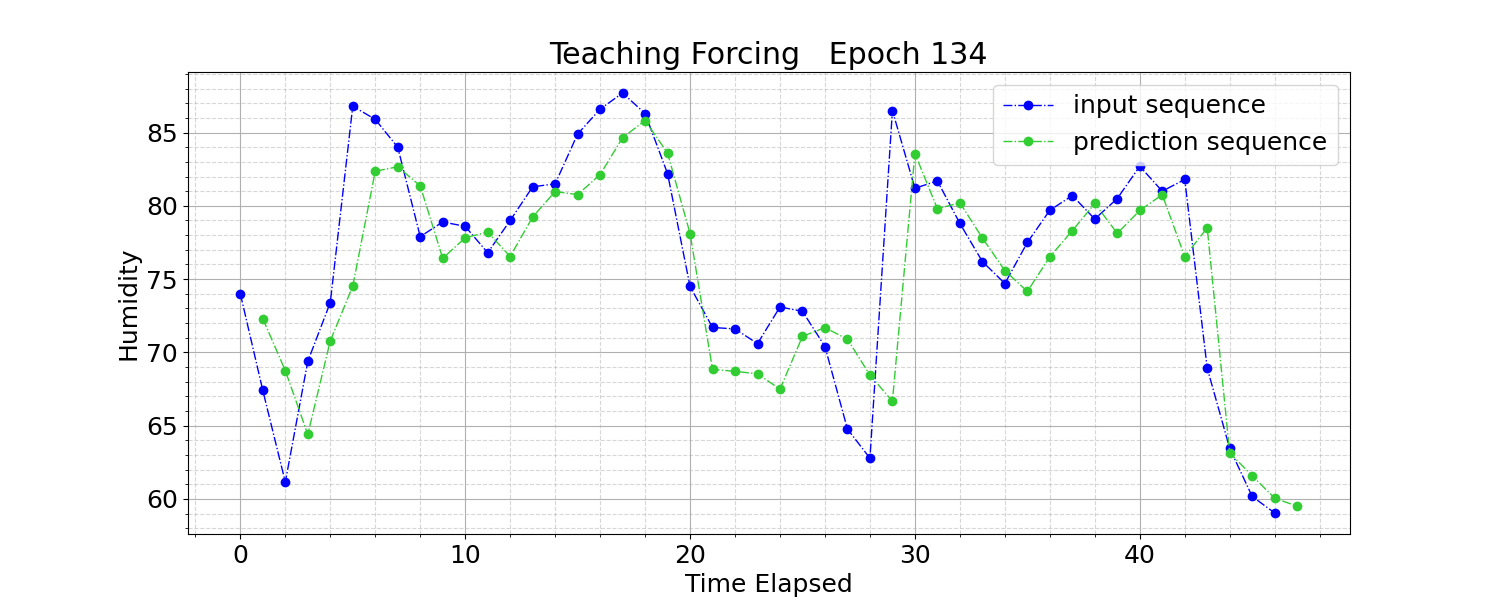 Teaching Forcing   Epoch 134
input sequence
prediction sequence
Humidity
85
80
75
70
65
60
0 10 20 30 40
Time Elapsed